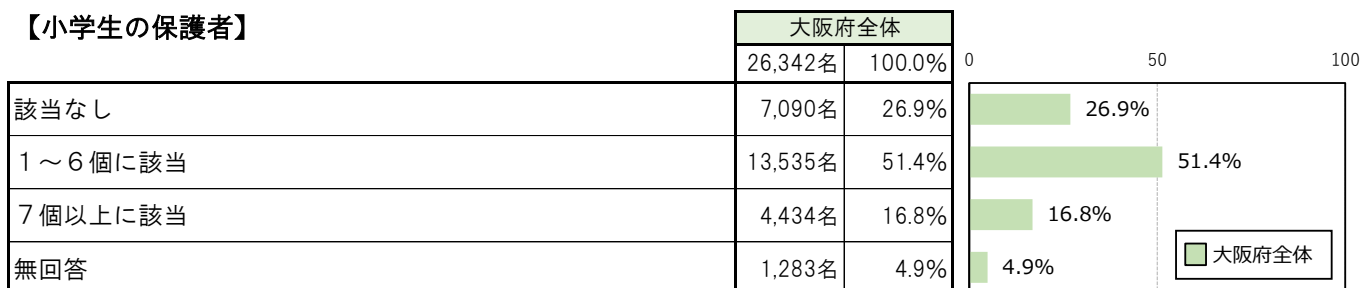 【小学生の保護者】
大阪府全体
26,342名 100.0%
0 50 100
該当なし 7,090名 26.9% 26.9%
１～６個に該当 13,535名 51.4% 51.4%
７個以上に該当 4,434名 16.8% 16.8%
大阪府全体
無回答 1,283名 4.9% 4.9%